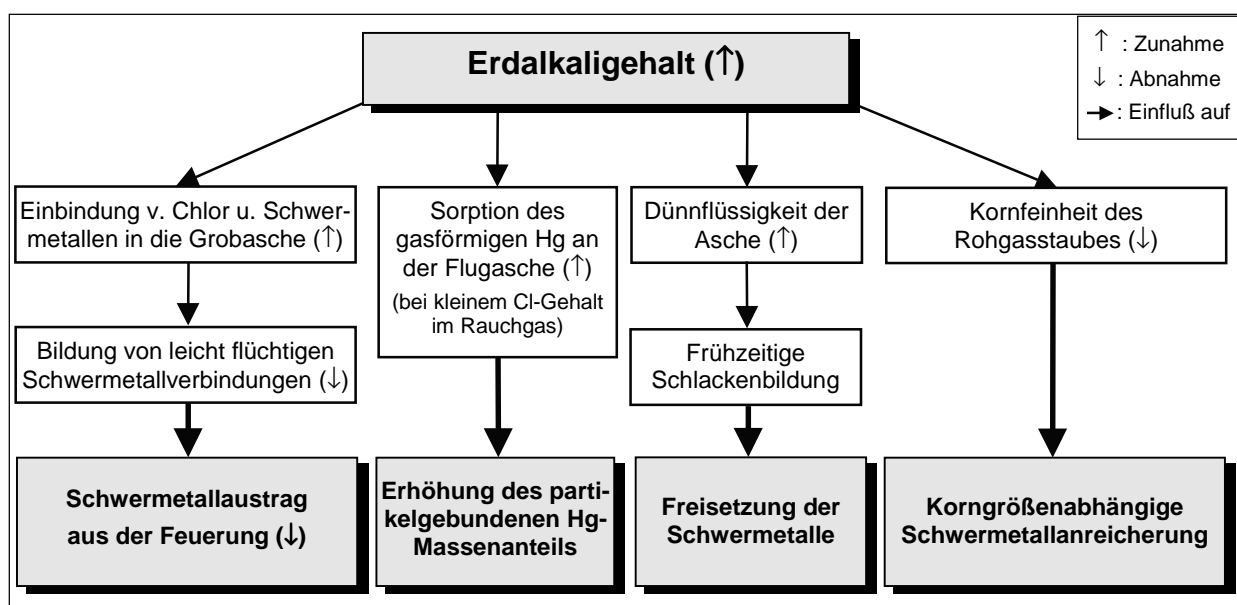 Erdalkaligehalt (↑)
↑ : Zunahme
↓ : Abnahme
→: Einfluß auf
Einbindung v. Chlor u. Schwer-
metallen in die Grobasche (↑)
Bildung von leicht flüchtigen
Schwermetallverbindungen (↓)
Schwermetallaustrag
aus der Feuerung (↓)
Sorption des
gasförmigen Hg an
der Flugasche (↑)
(bei kleinem Cl-Gehalt
im Rauchgas)
Erhöhung des parti-
kelgebundenen Hg-
Massenanteils
Dünnflüssigkeit der
Asche (↑)
Frühzeitige
Schlackenbildung
Freisetzung der
Schwermetalle
Kornfeinheit des
Rohgasstaubes (↓)
Korngrößenabhängige
Schwermetallanreicherung